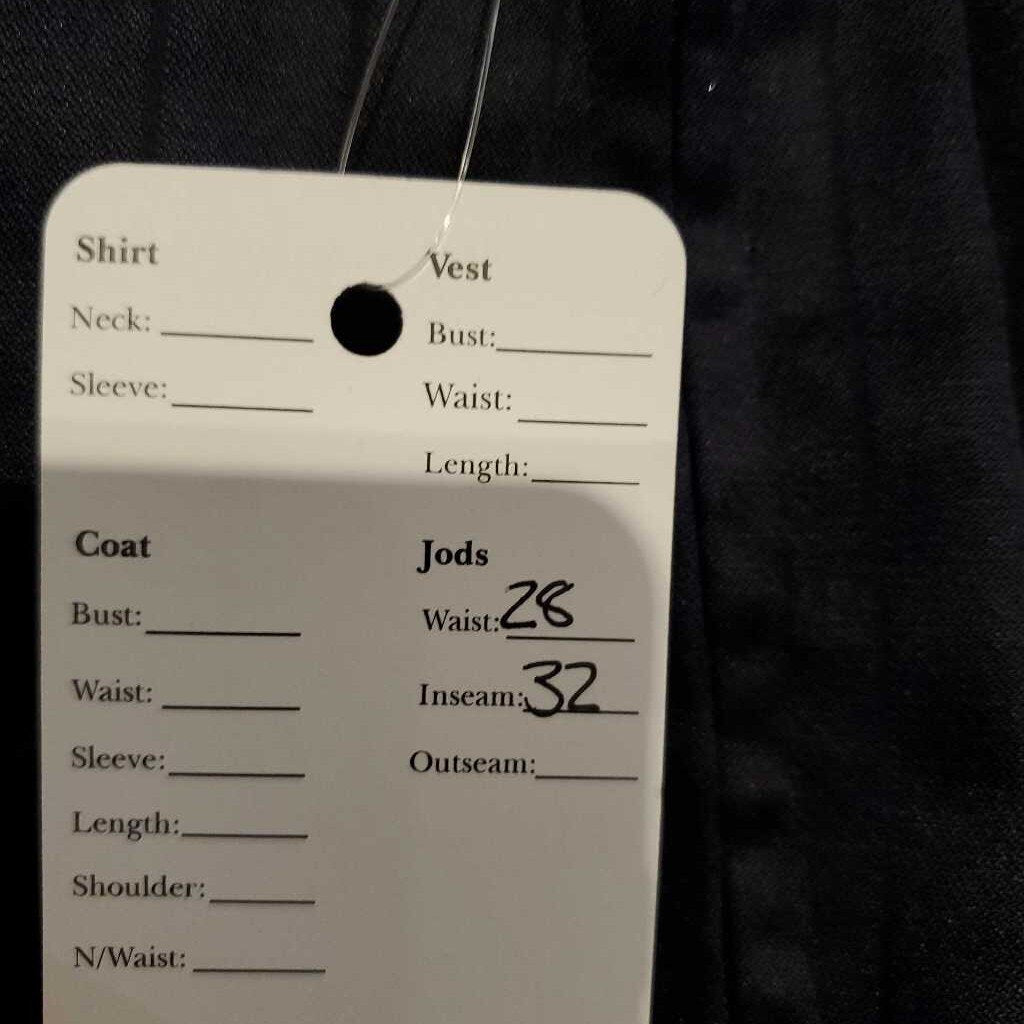 Shirt
Neck:
Sleeve:
Vest
Bust:
Waist:
Length:
Coat
Bust:
Waist:
Sleeve:
Length:
Shoulder:
N/Waist:
Jods
Waist: 28
Inseam: 32
Outseam: